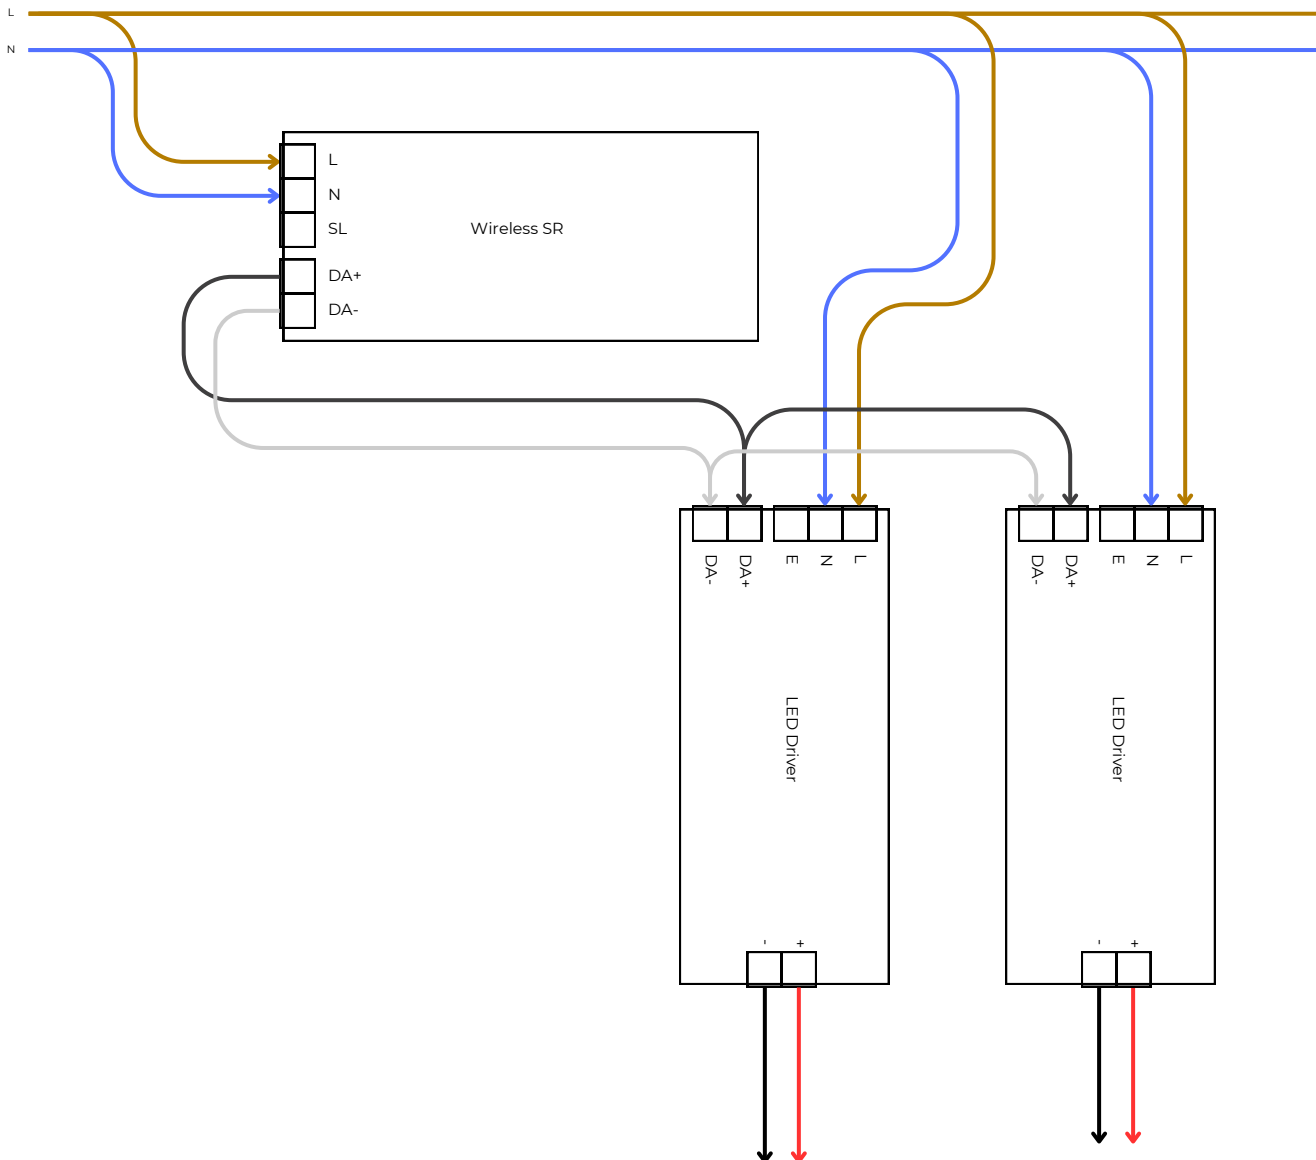 L
N
L
N
SL
DA+
DA-
Wireless SR
DA-
DA+
E
N
L
DA-
DA+
E
N
L
LED Driver
LED Driver
- +
- +